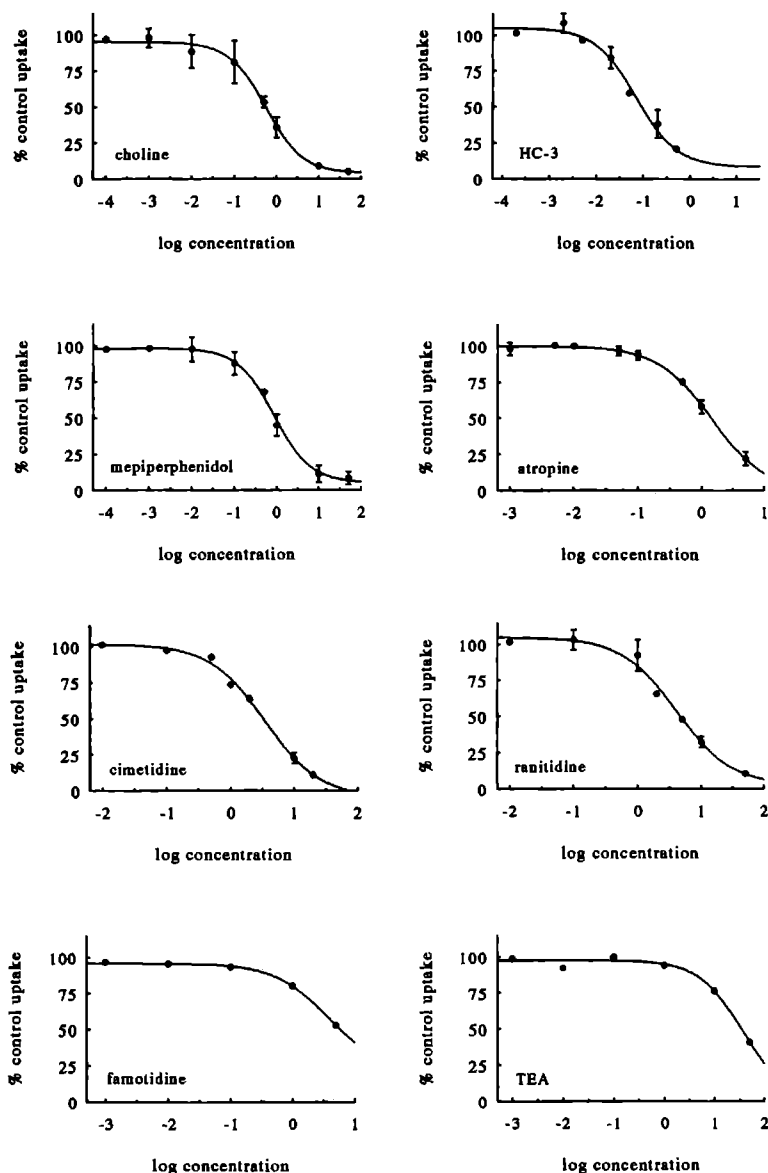 % control uptake
100
75
50
25
0
choline
-4 -3 -2 -1 0 1 2
log concentration
% control uptake
100
75
50
25
0
HC-3
-4 -3 -2 -1 0 1
log concentration
% control uptake
100
75
50
25
0
mepiperphenidol
-4 -3 -2 -1 0 1 2
log concentration
% control uptake
100
75
50
25
0
atropine
-3 -2 -1 0 1
log concentration
% control uptake
100
75
50
25
0
cimetidine
-2 -1 0 1 2
log concentration
% control uptake
100
75
50
25
0
ranitidine
-2 -1 0 1 2
log concentration
% control uptake
100
75
50
25
0
famotidine
-3 -2 -1 0 1
log concentration
% control uptake
100
75
50
25
0
TEA
-3 -2 -1 0 1 2
log concentration